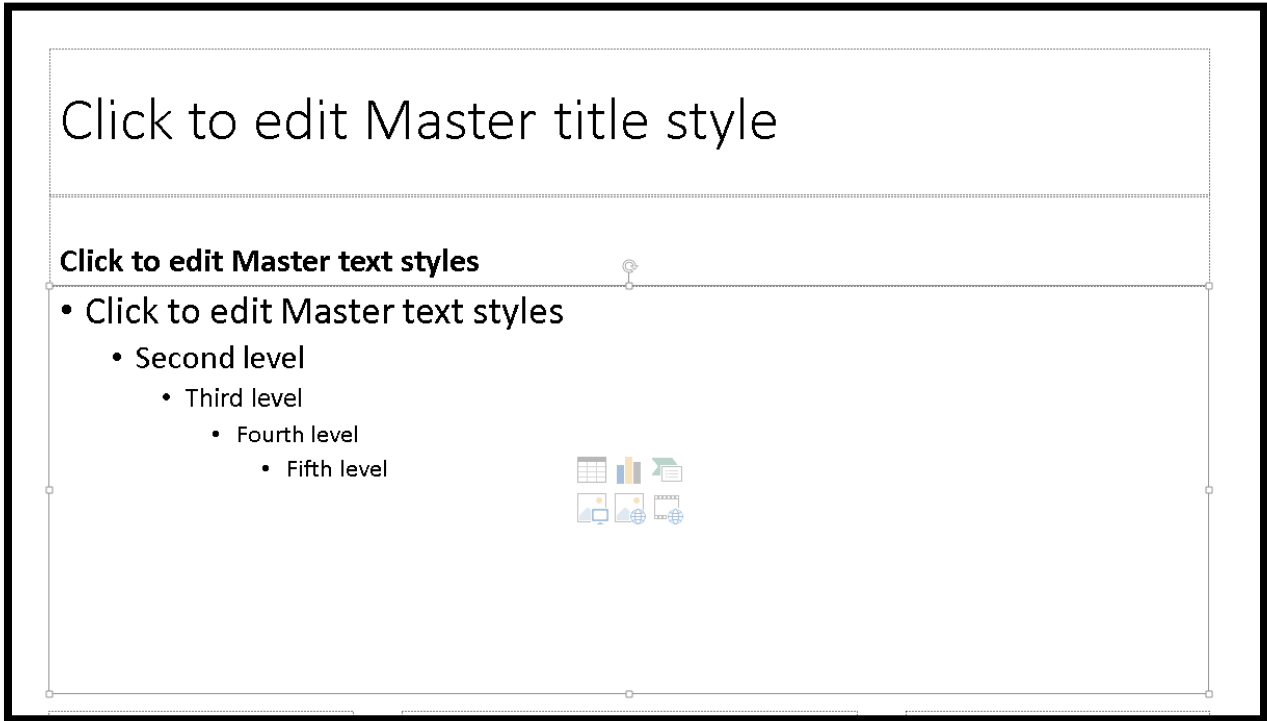 Click to edit Master title style
Click to edit Master text styles
• Click to edit Master text styles
• Second level
• Third level
• Fourth level
• Fifth level